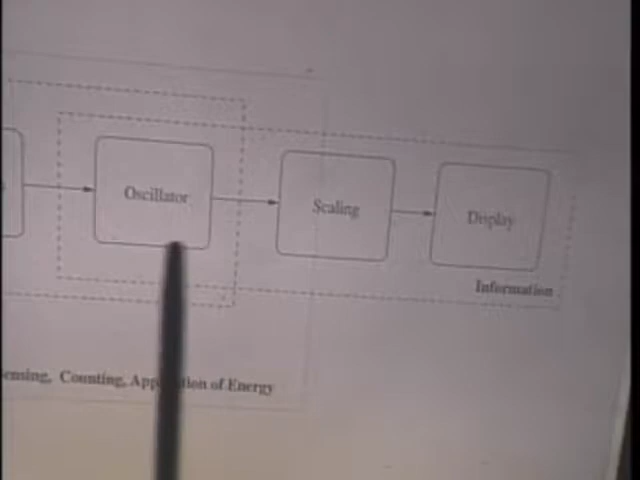 Oscillator
Scaling
Display
Information
Counting, of Energy